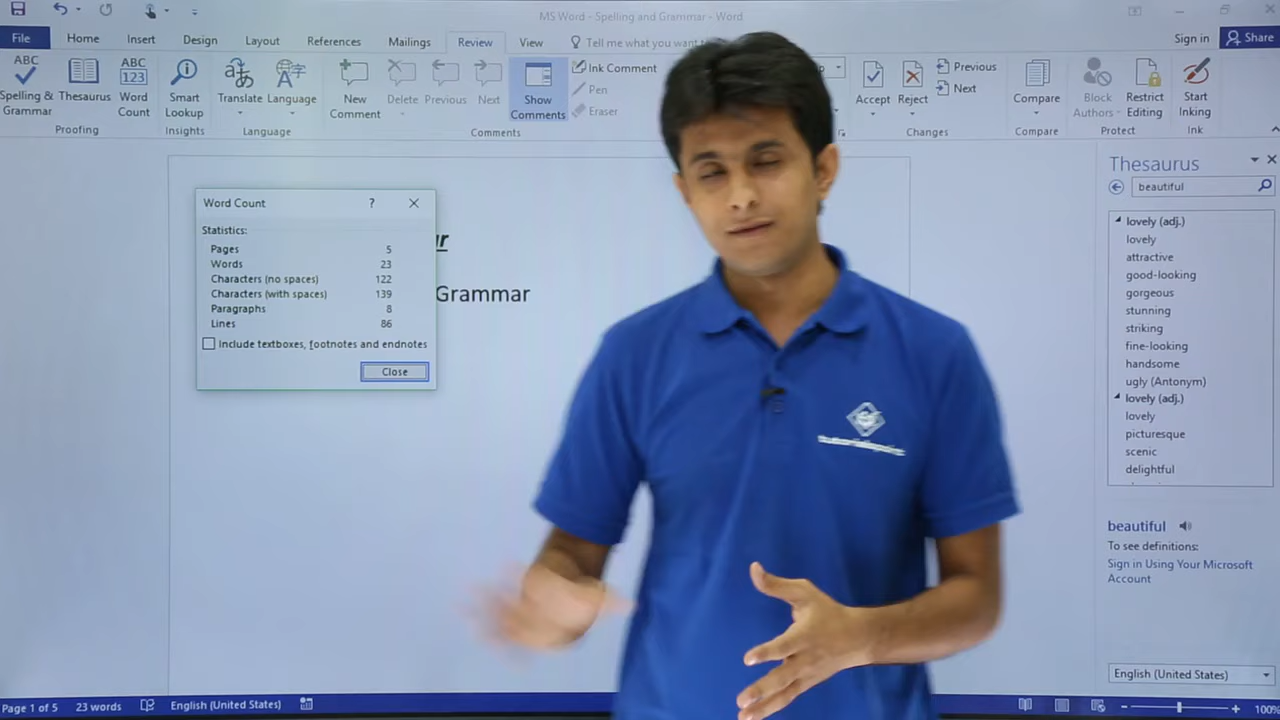 MS Word - Spelling and Grammar - Word
File Home Insert Design Layout References Mailings Review View Tell me what you want Sign in Share
ABC Spelling & Grammar
Thesaurus
ABC 123 Word Count
Proofing
Smart Lookup
Insights
Translate
Language
Language
New Comment
Delete
Previous
Next
Show Comments
Ink Comment
Pen
Eraser
Comments
Accept
Reject
Previous
Next
Changes
Compare
Compare
Block Authors
Restrict Editing
Protect
Start Inking
Ink
Word Count ?
Statistics:
Pages 5
Words 23
Characters (no spaces) 122
Characters (with spaces) 139
Paragraphs 8
Lines 86
Include textboxes, footnotes and endnotes
Close
Grammar
Thesaurus
beautiful
lovely (adj.)
lovely
attractive
good-looking
gorgeous
stunning
striking
fine-looking
handsome
ugly (Antonym)
lovely (adj.)
lovely
picturesque
scenic
delightful
beautiful
To see definitions:
Sign in Using Your Microsoft
Account
English (United States)
Page 1 of 5 23 words English (United States) 100%